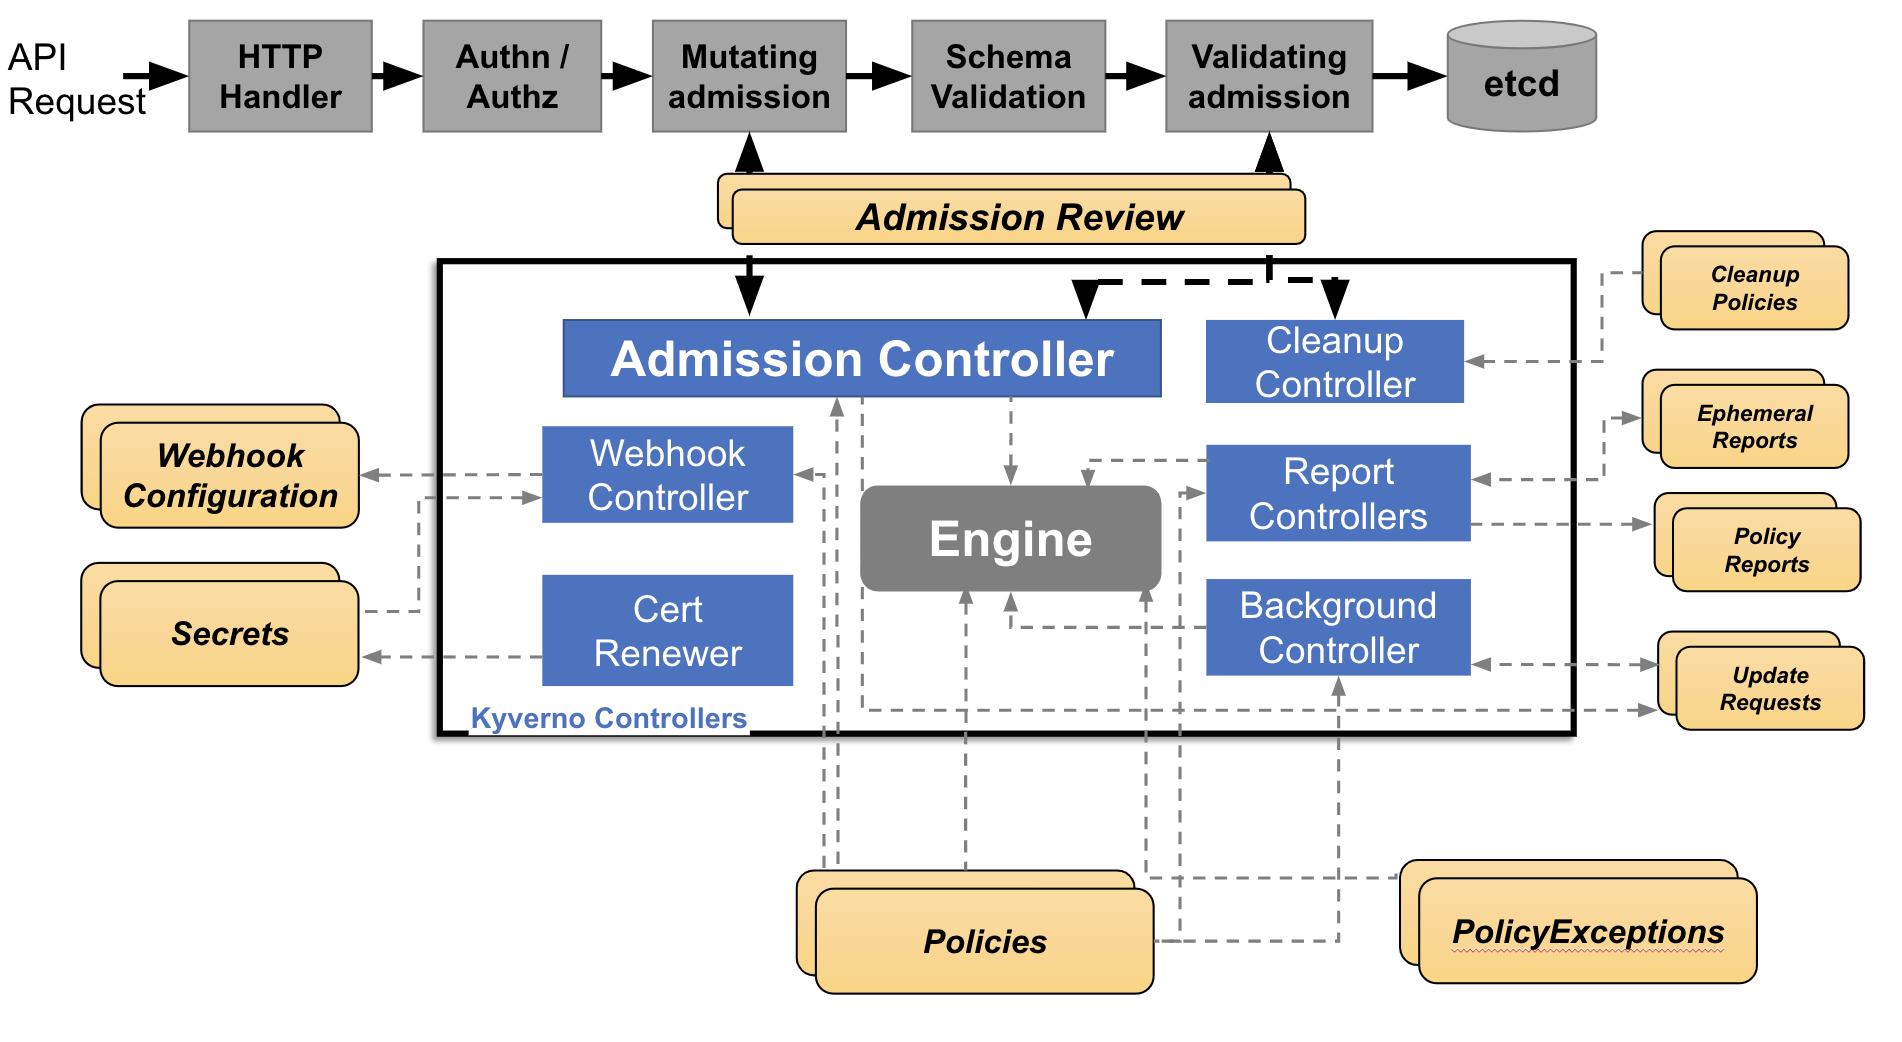 API
Request
HTTP
Handler
Authn /
Authz
Mutating
admission
Schema
Validation
Validating
admission
etcd
Admission Review
Admission Controller
Cleanup
Controller
Cleanup
Policies
Webhook
Configuration
Webhook
Controller
Engine
Report
Controllers
Ephemeral
Reports
Policy
Reports
Secrets
Cert
Renewer
Background
Controller
Update
Requests
Kyverno Controllers
Policies
PolicyExceptions